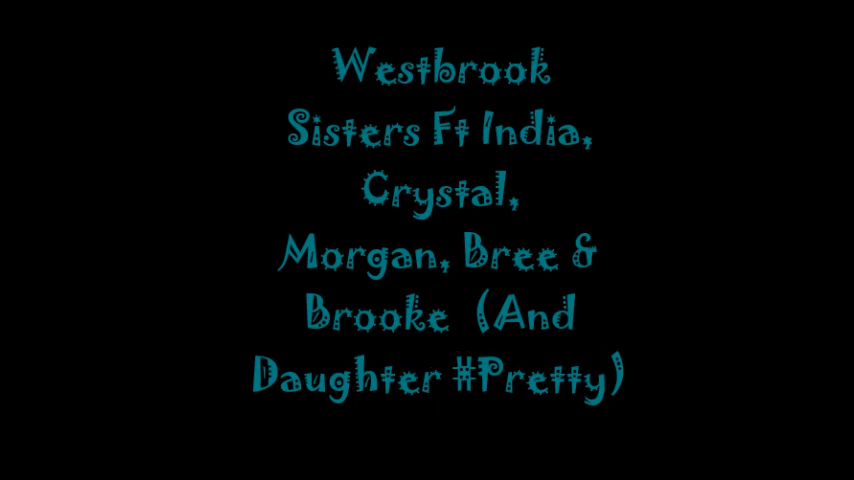 Westbrook
Sisters Ft India,
Crystal,
Morgan, Bree &
Brooke (And
Daughter #Pretty)